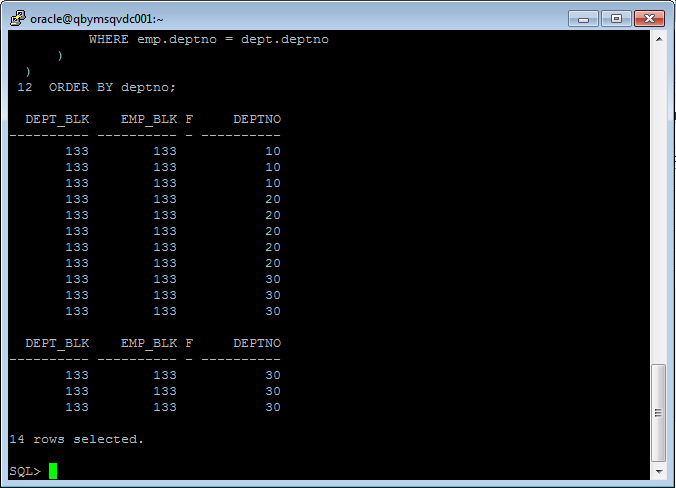 oracle@qbymsqvdc001:~
WHERE emp.deptno = dept.deptno
)
)
12  ORDER BY deptno;
DEPT_BLK    EMP_BLK F     DEPTNO
---------- ---------- - ----------
133        133            10
133        133            10
133        133            10
133        133            20
133        133            20
133        133            20
133        133            20
133        133            20
133        133            30
133        133            30
133        133            30
DEPT_BLK    EMP_BLK F     DEPTNO
---------- ---------- - ----------
133        133            30
133        133            30
133        133            30
14 rows selected.
SQL>